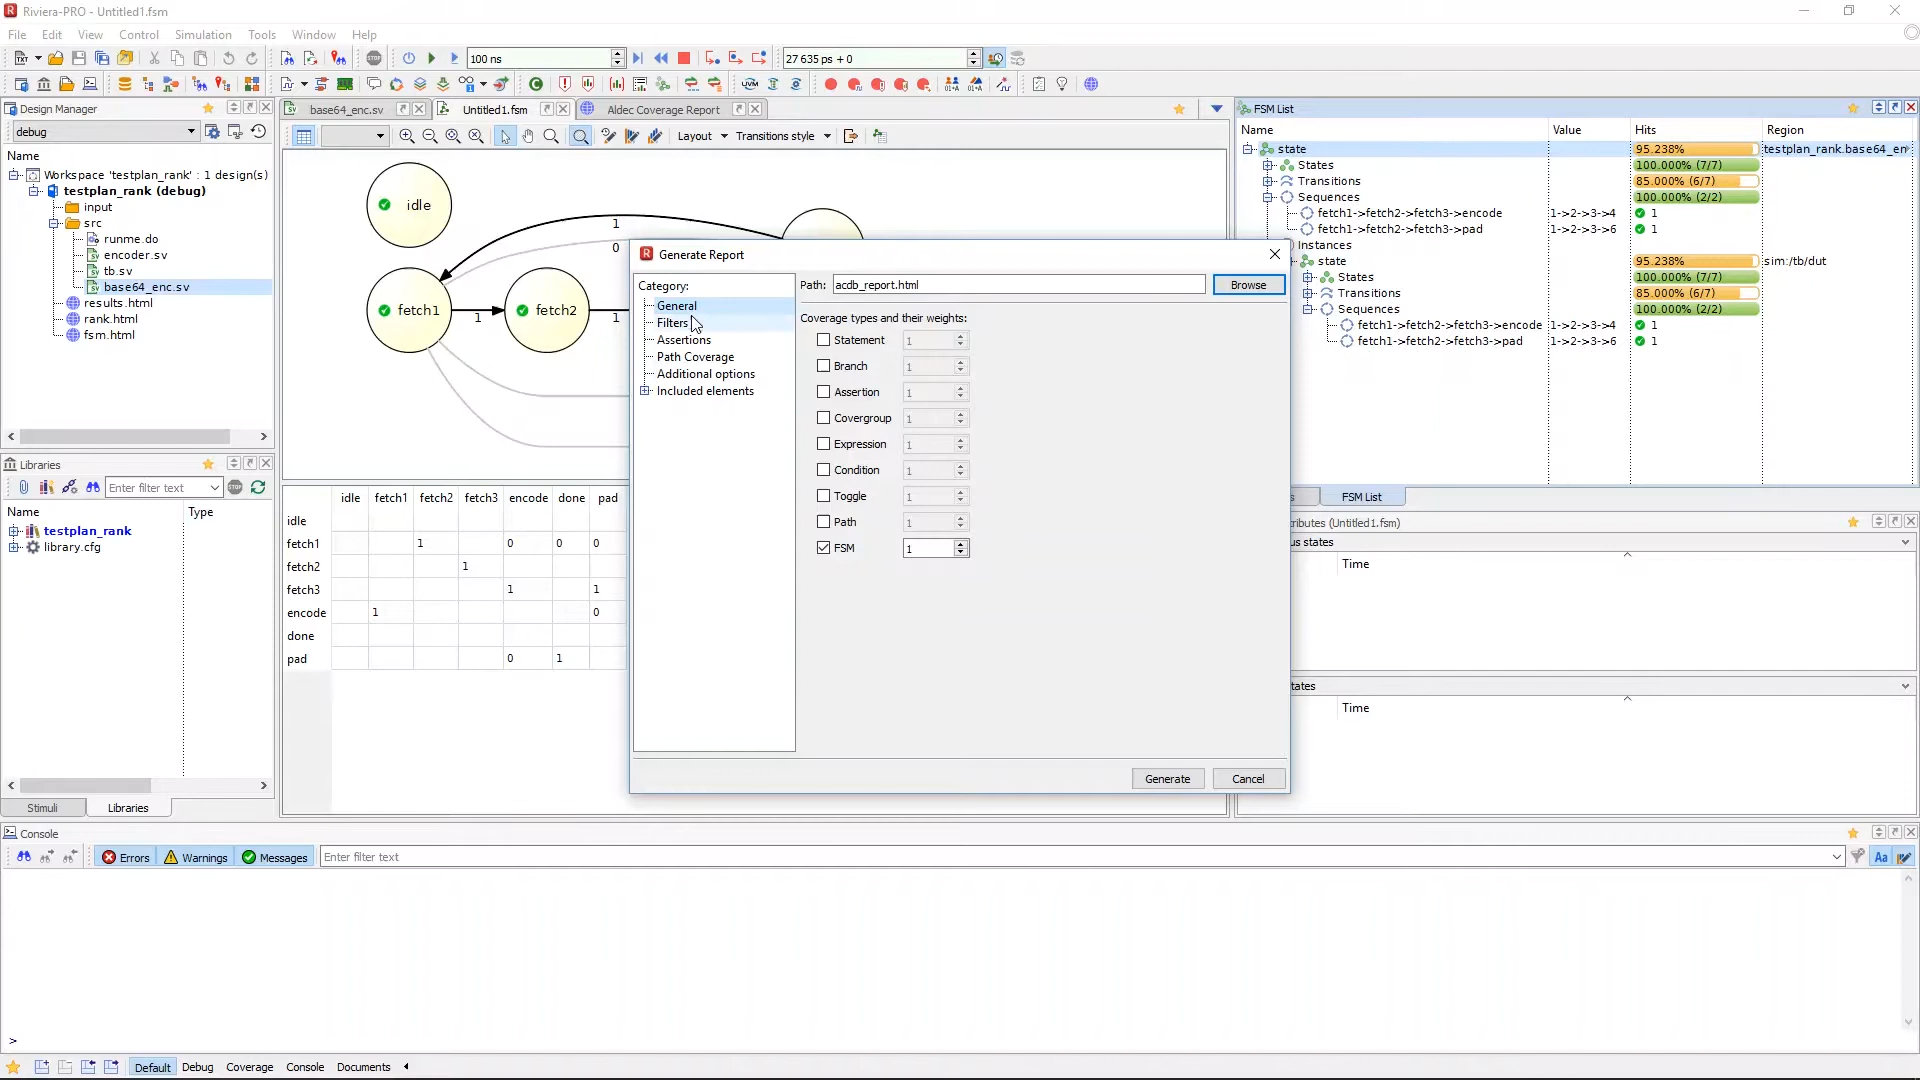 Riviera-PRO - Untitled1.fsm
File Edit View Control Simulation Tools Window Help
100 ns
27 635 ps + 0
Design Manager
debug
Name
Workspace 'testplan_rank' : 1 design(s)
testplan_rank (debug)
input
src
runme.do
encoder.sv
tb.sv
base64_enc.sv
results.html
rank.html
fsm.html
Libraries
Enter filter text
Name Type
testplan_rank
library.cfg
Stimuli Libraries
base64_enc.sv Untitled1.fsm Aldec Coverage Report
Layout Transitions style
idle
1
0
fetch1
1
fetch2
1
idle fetch1 fetch2 fetch3 encode done pad
idle
fetch1 1 0 0 0
fetch2 1
fetch3 1 1
encode 1 0
done
pad 0 1
Generate Report
Category:
General
Filters
Assertions
Path Coverage
Additional options
Included elements
Path: acdb_report.html Browse
Coverage types and their weights:
Statement 1
Branch 1
Assertion 1
Covergroup 1
Expression 1
Condition 1
Toggle 1
Path 1
FSM 1
Generate Cancel
FSM List
Name Value Hits Region
state 95.238% testplan_rank.base64_en
States 100.000% (7/7)
Transitions 85.000% (6/7)
Sequences 100.000% (2/2)
fetch1->fetch2->fetch3->encode 1->2->3->4 1
fetch1->fetch2->fetch3->pad 1->2->3->6 1
Instances
state 95.238% sim:/tb/dut
States 100.000% (7/7)
Transitions 85.000% (6/7)
Sequences 100.000% (2/2)
fetch1->fetch2->fetch3->encode 1->2->3->4 1
fetch1->fetch2->fetch3->pad 1->2->3->6 1
s FSM List
ributes (Untitled1.fsm)
us states
Time
tates
Time
Console
Errors Warnings Messages Enter filter text
Aa
>
Default Debug Coverage Console Documents